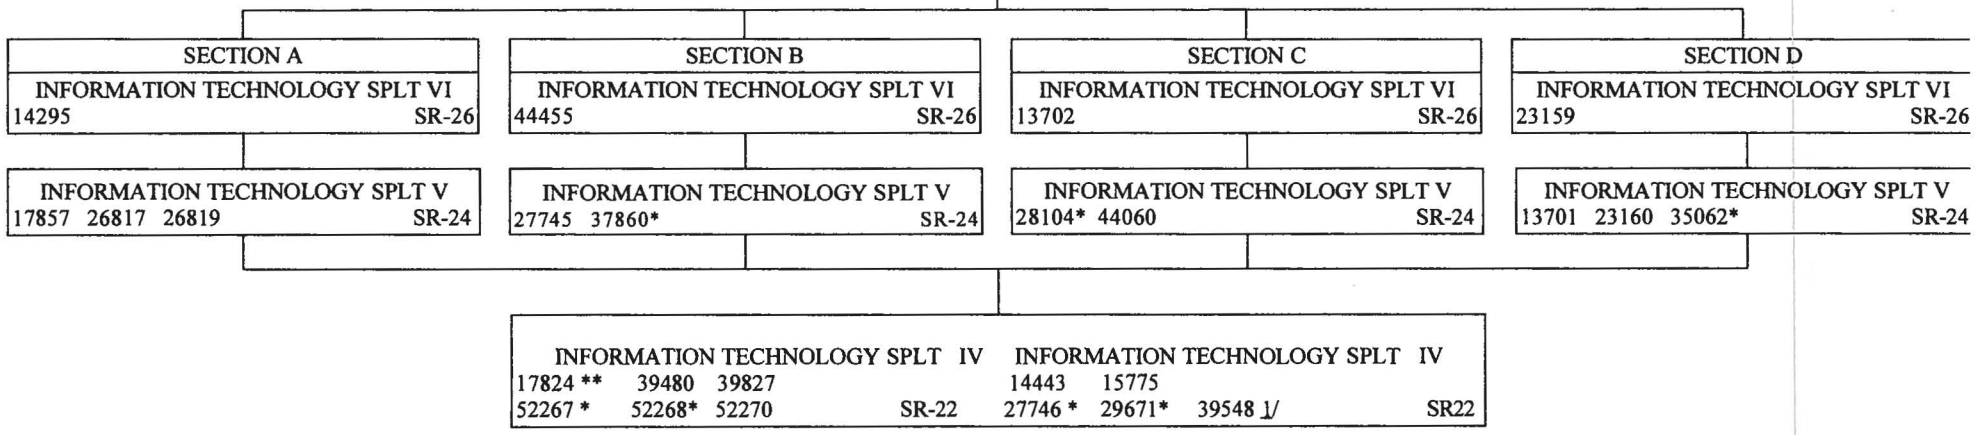 SECTION A
INFORMATION TECHNOLOGY SPLT VI
14295 SR-26
INFORMATION TECHNOLOGY SPLT V
17857 26817 26819 SR-24
SECTION B
INFORMATION TECHNOLOGY SPLT VI
44455 SR-26
INFORMATION TECHNOLOGY SPLT V
27745 37860* SR-24
SECTION C
INFORMATION TECHNOLOGY SPLT VI
13702 SR-26
INFORMATION TECHNOLOGY SPLT V
28104* 44060 SR-24
SECTION D
INFORMATION TECHNOLOGY SPLT VI
23159 SR-26
INFORMATION TECHNOLOGY SPLT V
13701 23160 35062* SR-24
INFORMATION TECHNOLOGY SPLT IV INFORMATION TECHNOLOGY SPLT IV
17824 ** 39480 39827 14443 15775
52267 * 52268* 52270 SR-22 27746 * 29671* 39548 1/ SR22